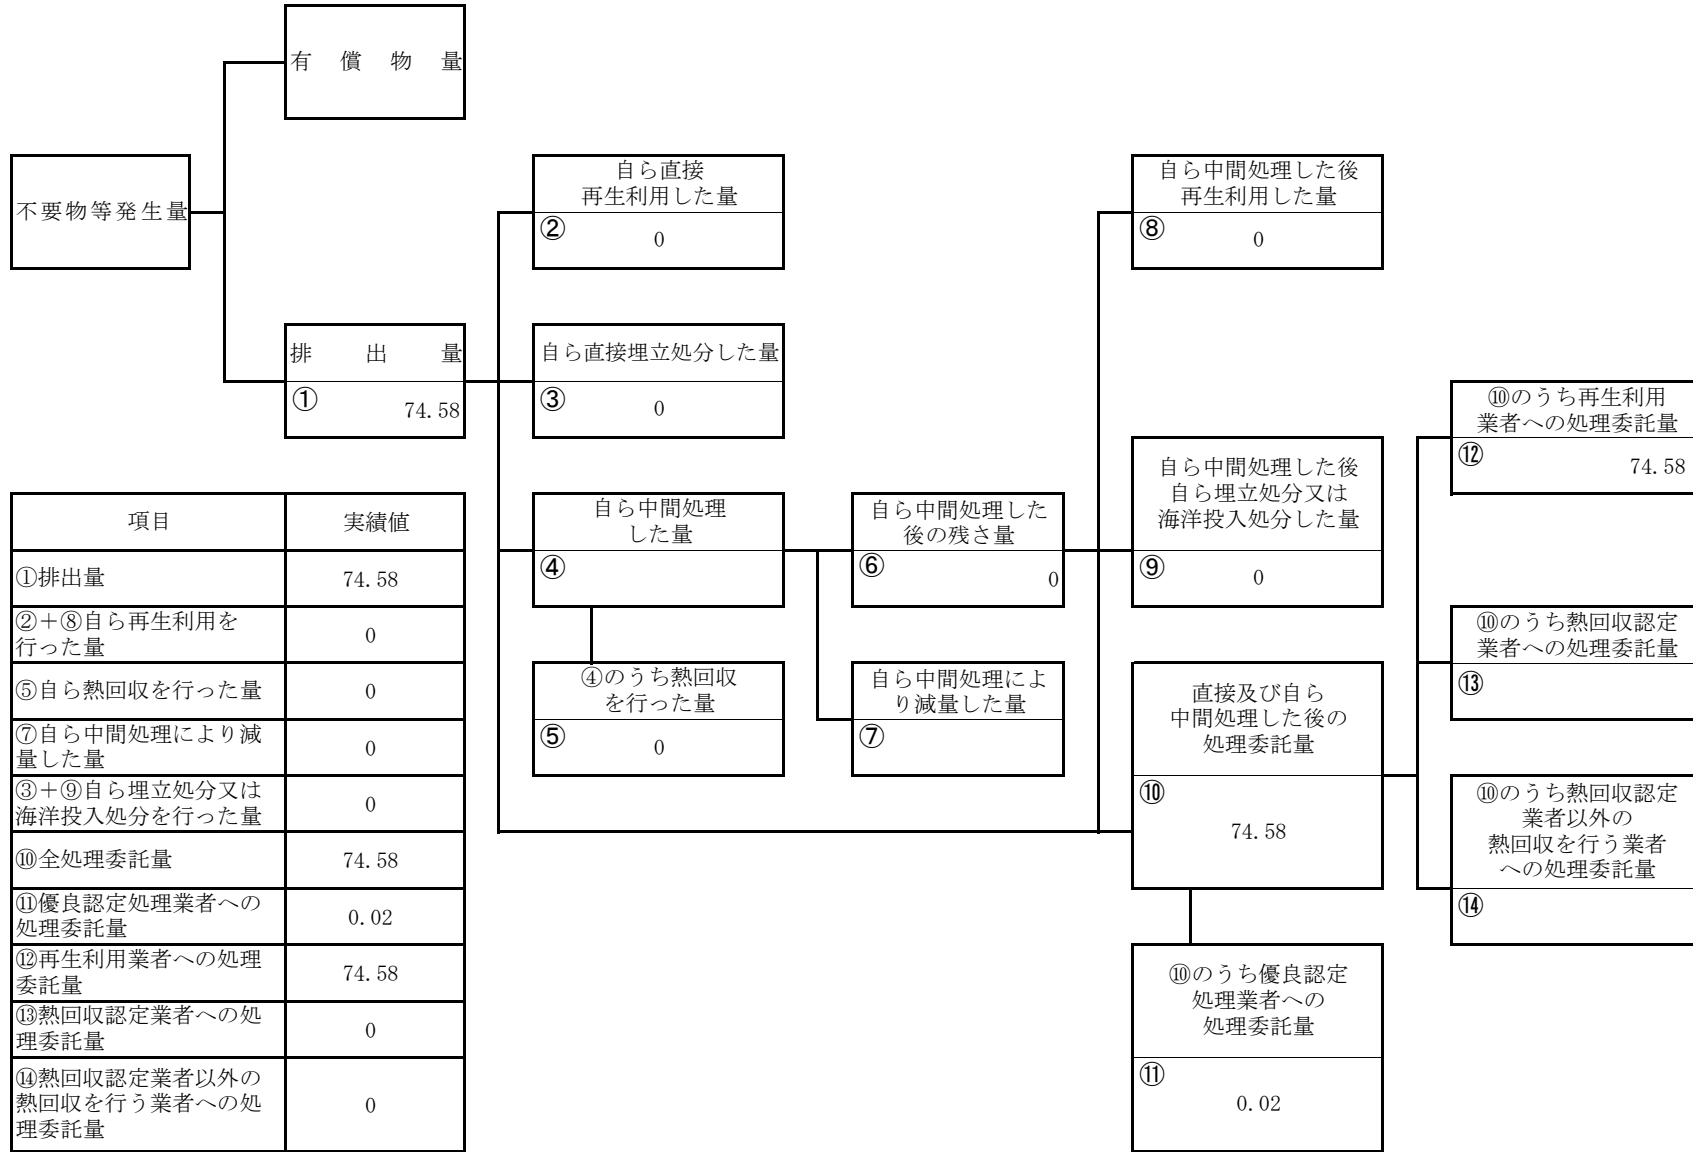 有償物量
不要物等発生量
排出量
①
74.58
自ら直接
再生利用した量
②
0
自ら直接埋立処分した量
③
0
自ら中間処理
した量
④
④のうち熱回収
を行った量
⑤
0
自ら中間処理した
後の残さ量
⑥
0
自ら中間処理によ
り減量した量
⑦
自ら中間処理した後
再生利用した量
⑧
0
自ら中間処理した後
自ら埋立処分又は
海洋投入処分した量
⑨
0
直接及び自ら
中間処理した後の
処理委託量
⑩
74.58
⑩のうち優良認定
処理業者への
処理委託量
⑪
0.02
⑩のうち再生利用
業者への処理委託量
⑫
74.58
⑩のうち熱回収認定
業者への処理委託量
⑬
⑩のうち熱回収認定
業者以外の
熱回収を行う業者
への処理委託量
⑭
項目 実績値
①排出量 74.58
②＋⑧自ら再生利用を
行った量
0
⑤自ら熱回収を行った量 0
⑦自ら中間処理により減
量した量
0
③＋⑨自ら埋立処分又は
海洋投入処分を行った量
0
⑩全処理委託量 74.58
⑪優良認定処理業者への
処理委託量
0.02
⑫再生利用業者への処理
委託量
74.58
⑬熱回収認定業者への処
理委託量
0
⑭熱回収認定業者以外の
熱回収を行う業者への処
理委託量
0